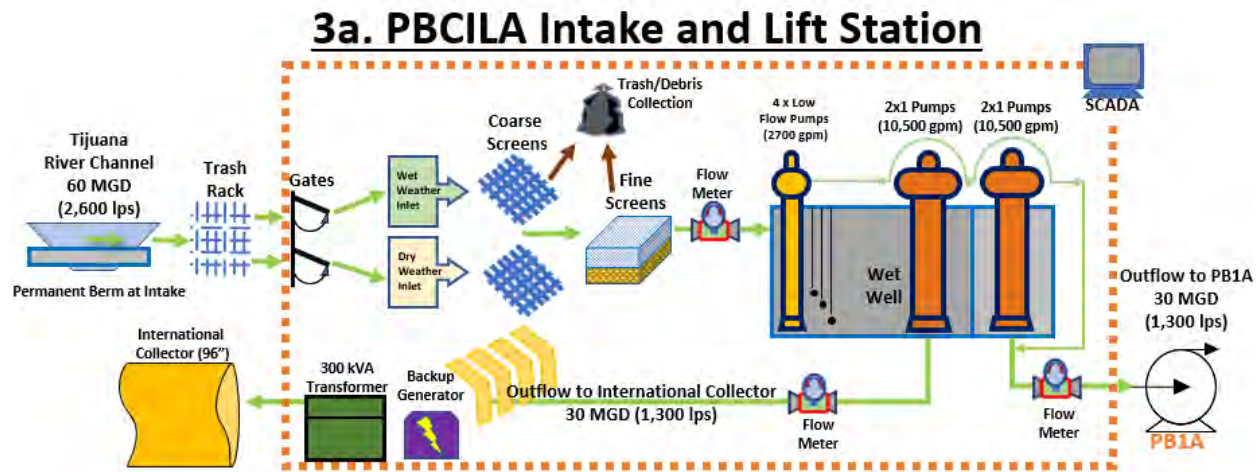 3a. PBCILA Intake and Lift Station
Tijuana
River Channel
60 MGD
(2,600 lps)
Permanent Berm at Intake
Trash
Rack
Gates
Wet
Weather
Inlet
Dry
Weather
Inlet
Coarse
Screens
Trash/Debris
Collection
Fine
Screens
Flow
Meter
4 x Low
Flow Pumps
(2700 gpm)
2x1 Pumps
(10,500 gpm)
2x1 Pumps
(10,500 gpm)
SCADA
Wet
Well
Outflow to PB1A
30 MGD
(1,300 lps)
International
Collector (96")
300 kVA
Transformer
Backup
Generator
Outflow to International Collector
30 MGD (1,300 lps)
Flow
Meter
Flow
Meter
PB1A